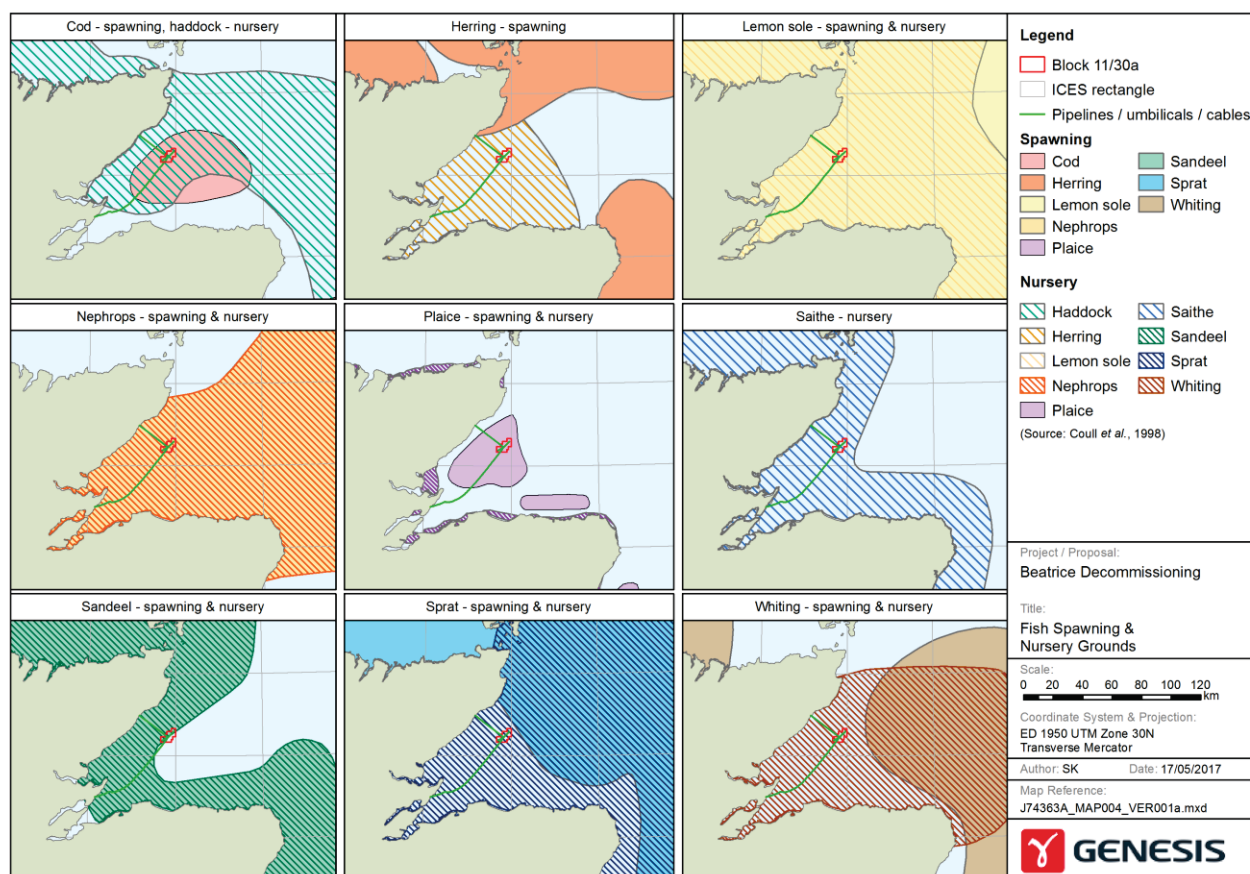 Cod - spawning, haddock - nursery
Herring - spawning
Lemon sole - spawning & nursery
Nephrops - spawning & nursery
Plaice - spawning & nursery
Saithe - nursery
Sandeel - spawning & nursery
Sprat - spawning & nursery
Whiting - spawning & nursery
Legend
Block 11/30a
ICES rectangle
Pipelines / umbilicals / cables
Spawning
Cod
Herring
Lemon sole
Nephrops
Plaice
Sandeel
Sprat
Whiting
Nursery
Haddock
Herring
Lemon sole
Nephrops
Plaice
Saithe
Sandeel
Sprat
Whiting
(Source: Coull et al., 1998)
Project / Proposal:
Beatrice Decommissioning
Title:
Fish Spawning &
Nursery Grounds
Scale:
0 20 40 60 80 100 120
km
Coordinate System & Projection:
ED 1950 UTM Zone 30N
Transverse Mercator
Author: SK Date: 17/05/2017
Map Reference:
J74363A_MAP004_VER001a.mxd
GENESIS